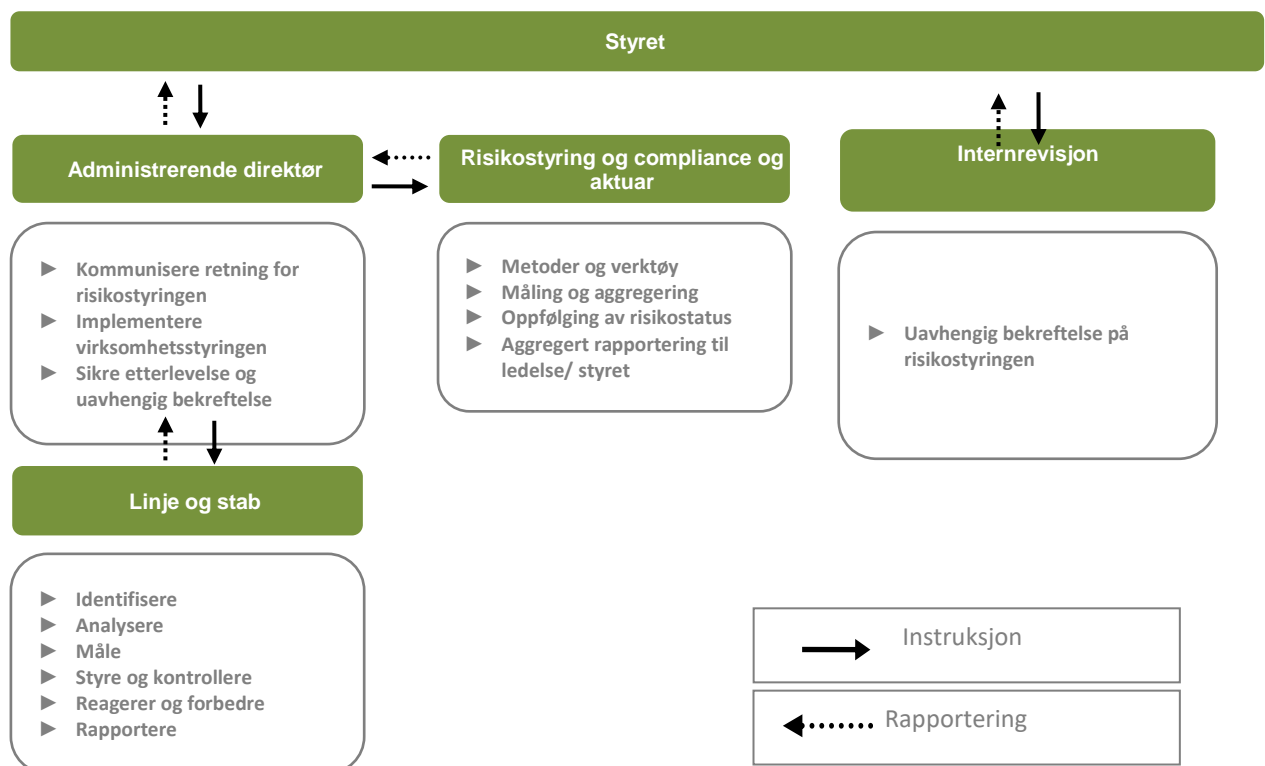 Styret
Administrerende direktør
Risikostyring og compliance og
aktuar
Internrevisjon
► Kommunisere retning for
risikostyringen
► Implementere
virksomhetsstyringen
► Sikre etterlevelse og
uavhengig bekreftelse
► Metoder og verktøy
► Måling og aggregering
► Oppfølging av risikostatus
► Aggregert rapportering til
ledelse/ styret
► Uavhengig bekreftelse på
risikostyringen
Linje og stab
► Identifisere
► Analysere
► Måle
► Styre og kontrollere
► Reagerer og forbedre
► Rapportere
Instruksjon
Rapportering